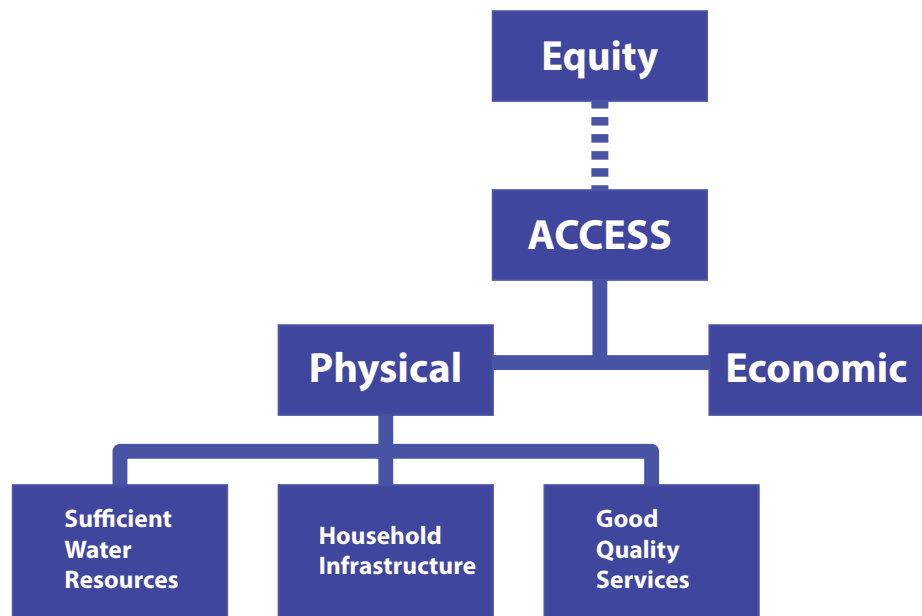 Equity
ACCESS
Physical
Economic
Sufficient
Water
Resources
Household
Infrastructure
Good
Quality
Services